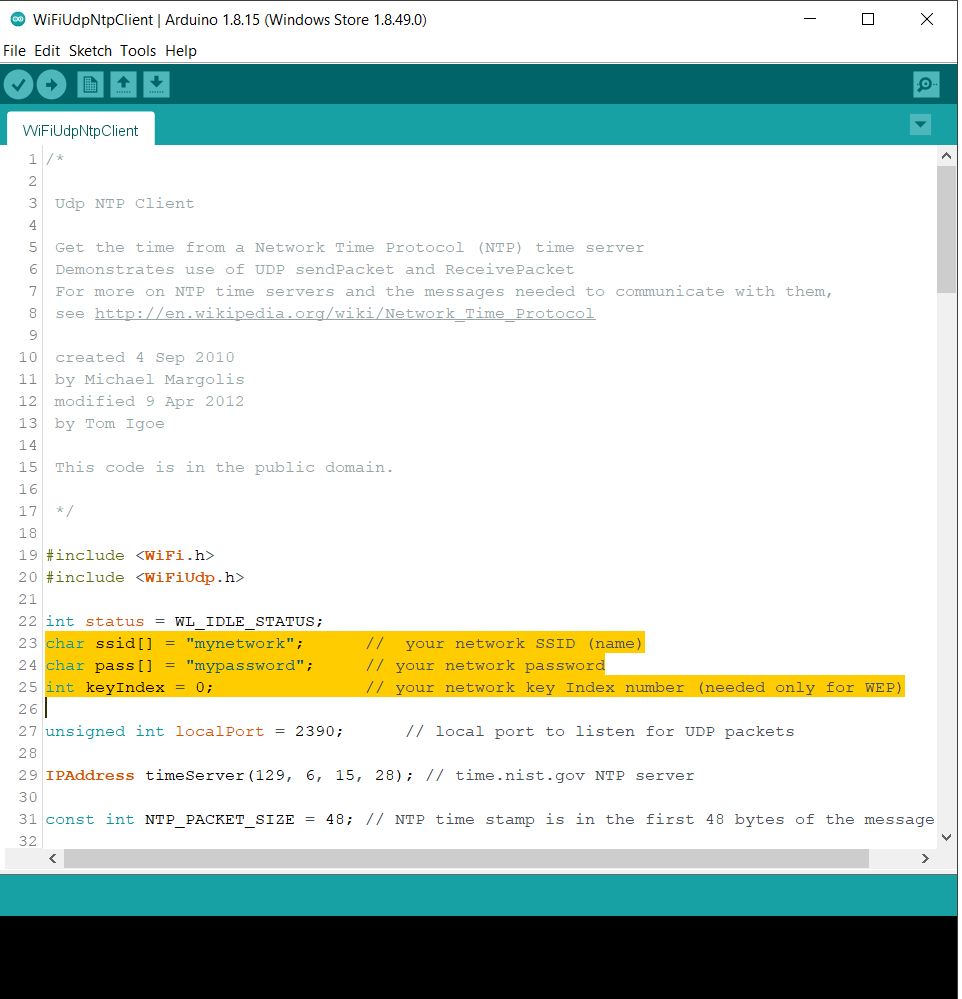 WiFiUdpNtpClient | Arduino 1.8.15 (Windows Store 1.8.49.0)
File Edit Sketch Tools Help
WiFiUdpNtpClient
1 /*
2
3 Udp NTP Client
4
5 Get the time from a Network Time Protocol (NTP) time server
6 Demonstrates use of UDP sendPacket and ReceivePacket
7 For more on NTP time servers and the messages needed to communicate with them,
8 see http://en.wikipedia.org/wiki/Network_Time_Protocol
9
10 created 4 Sep 2010
11 by Michael Margolis
12 modified 9 Apr 2012
13 by Tom Igoe
14
15 This code is in the public domain.
16
17 */
18
19 #include <WiFi.h>
20 #include <WiFiUdp.h>
21
22 int status = WL_IDLE_STATUS;
23 char ssid[] = "mynetwork"; // your network SSID (name)
24 char pass[] = "mypassword"; // your network password
25 int keyIndex = 0; // your network key Index number (needed only for WEP)
26
27 unsigned int localPort = 2390; // local port to listen for UDP packets
28
29 IPAddress timeServer(129, 6, 15, 28); // time.nist.gov NTP server
30
31 const int NTP_PACKET_SIZE = 48; // NTP time stamp is in the first 48 bytes of the message
32